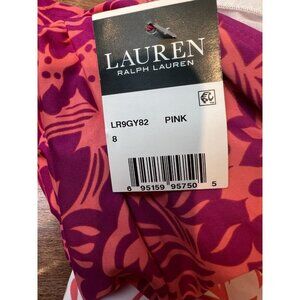 LAUREN
RALPH LAUREN
LR9GY82 PINK
8
6 95159 95750 5